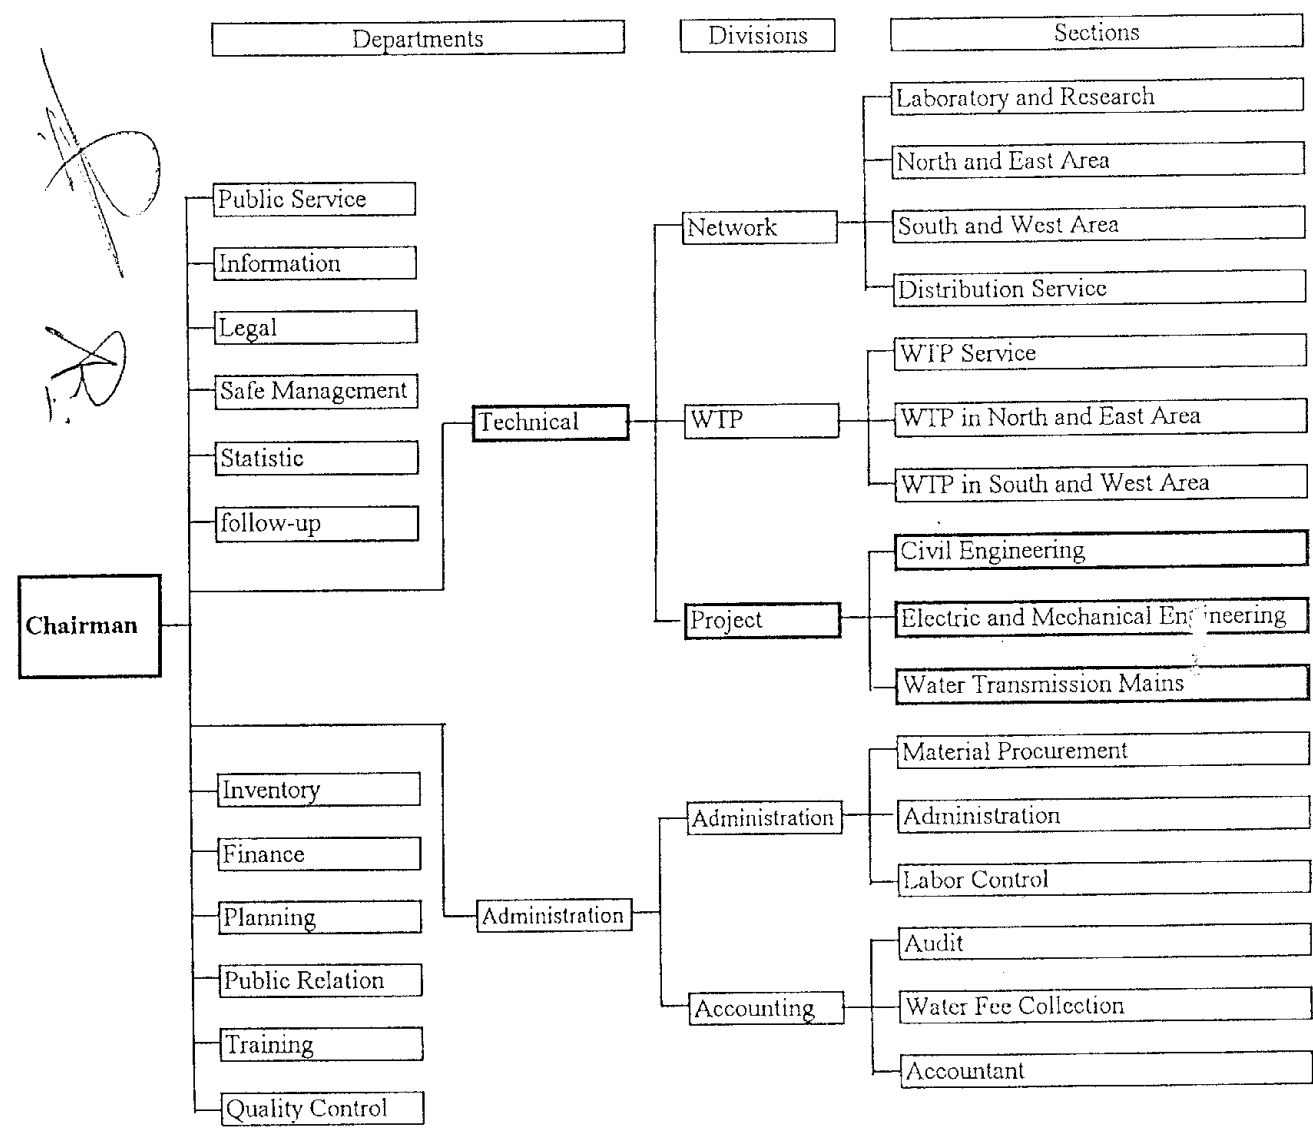 Departments
Divisions
Sections
Public Service
Information
Legal
Safe Management
Statistic
follow-up
Chairman
Inventory
Finance
Planning
Public Relation
Training
Quality Control
Technical
Administration
Network
WTP
Project
Administration
Accounting
Laboratory and Research
North and East Area
South and West Area
Distribution Service
WTP Service
WTP in North and East Area
WTP in South and West Area
Civil Engineering
Electric and Mechanical Engineering
Water Transmission Mains
Material Procurement
Administration
Labor Control
Audit
Water Fee Collection
Accountant